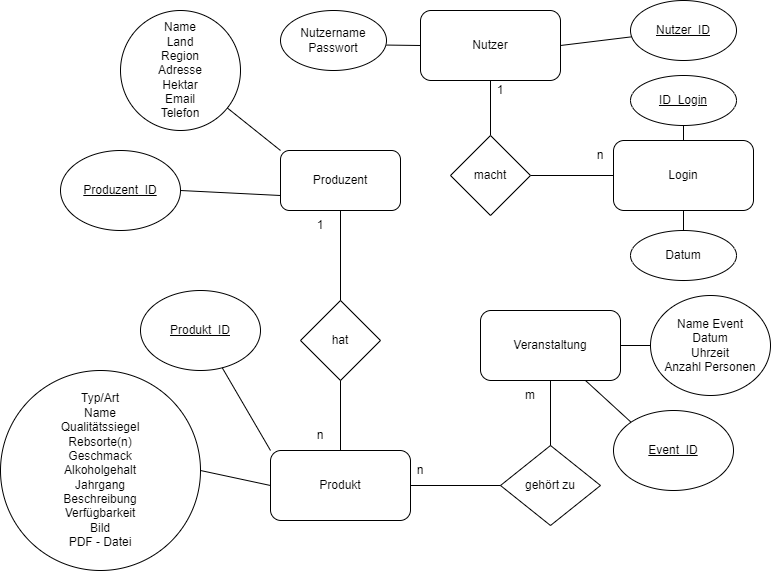 Name
Land
Region
Adresse
Hektar
Email
Telefon
Nutzername
Passwort
Nutzer
Nutzer_ID
1
ID_Login
macht
n
Login
Produzent_ID
Produzent
1
Datum
Produkt_ID
hat
Veranstaltung
Name Event
Datum
Uhrzeit
Anzahl Personen
m
Typ/Art
Name
Qualitätssiegel
Rebsorte(n)
Geschmack
Alkoholgehalt
Jahrgang
Beschreibung
Verfügbarkeit
Bild
PDF - Datei
n
Produkt
n
gehört zu
Event_ID